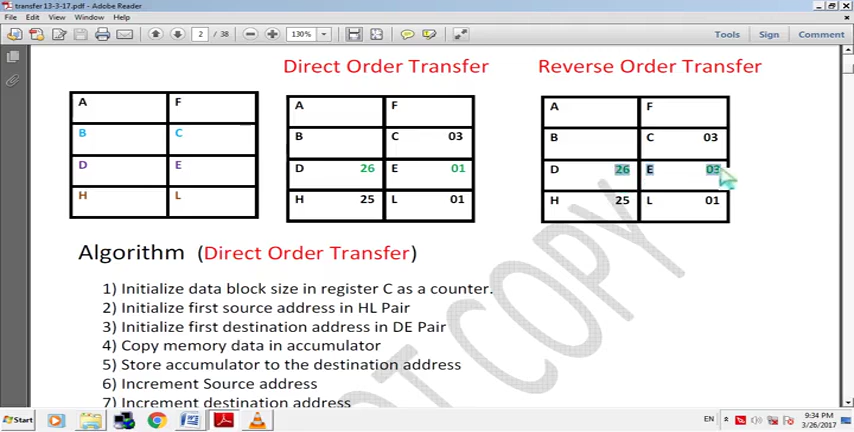 transfer 13-3-17.pdf - Adobe Reader
File Edit View Window Help
2 / 38 130% Tools Sign Comment
Direct Order Transfer Reverse Order Transfer
A F
B C
D E
H L
A F
B C 03
D 26 E 01
H 25 L 01
A F
B C 03
D 26 E 03
H 25 L 01
Algorithm (Direct Order Transfer)
1) Initialize data block size in register C as a counter.
2) Initialize first source address in HL Pair
3) Initialize first destination address in DE Pair
4) Copy memory data in accumulator
5) Store accumulator to the destination address
6) Increment Source address
7) Increment destination address
OT COPY
Start EN 9:34 PM
3/26/2017